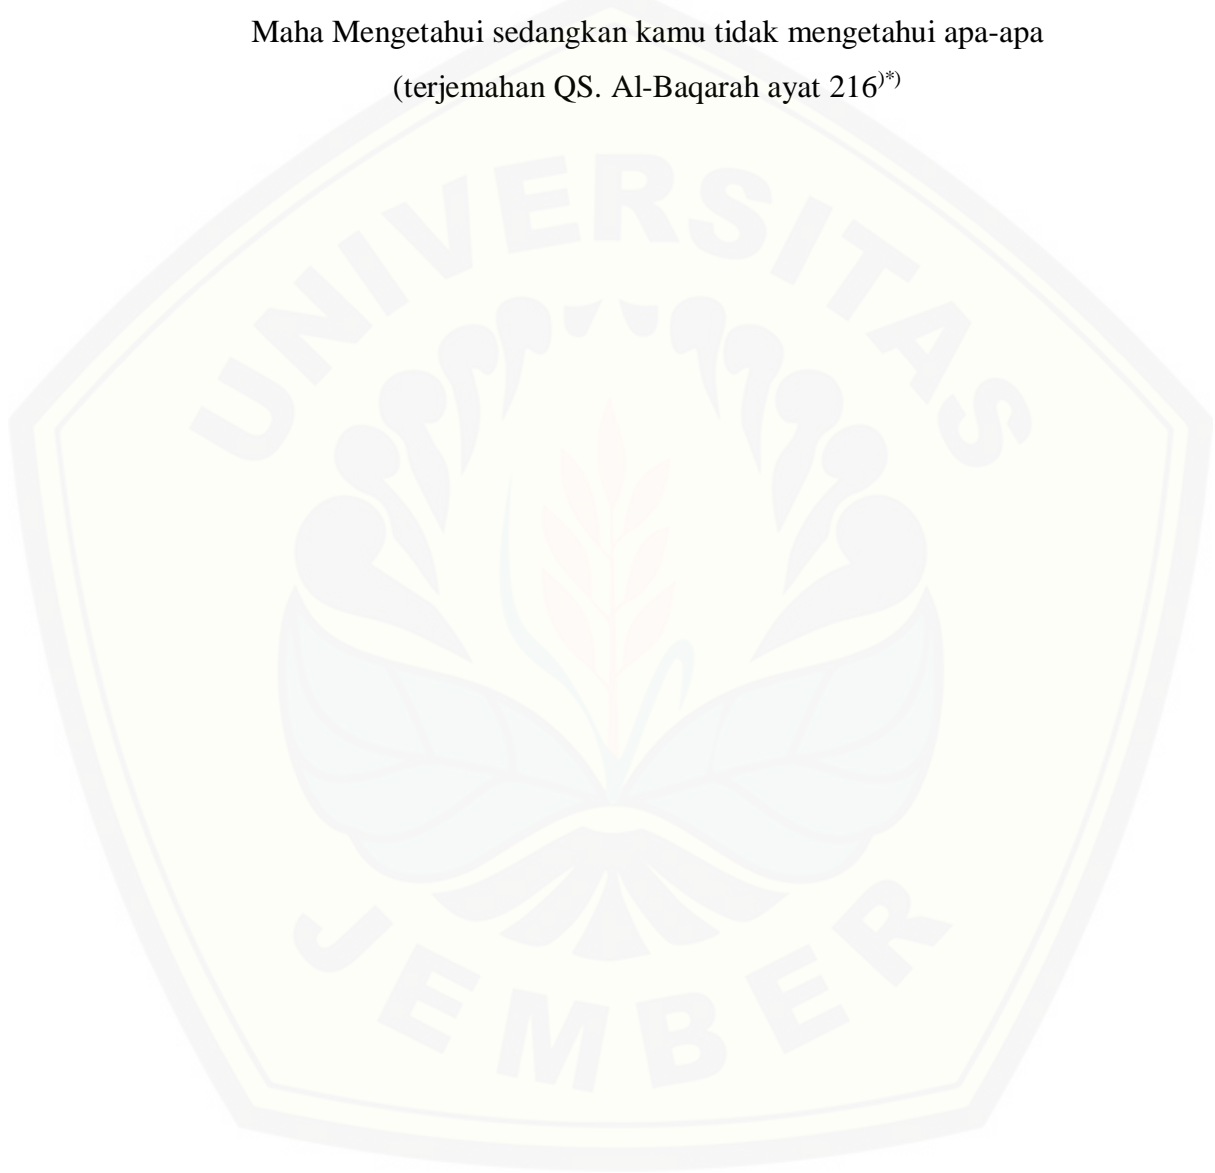 Maha Mengetahui sedangkan kamu tidak mengetahui apa-apa
(terjemahan QS. Al-Baqarah ayat 216)*)
UNIVERSITAS
JEMBER